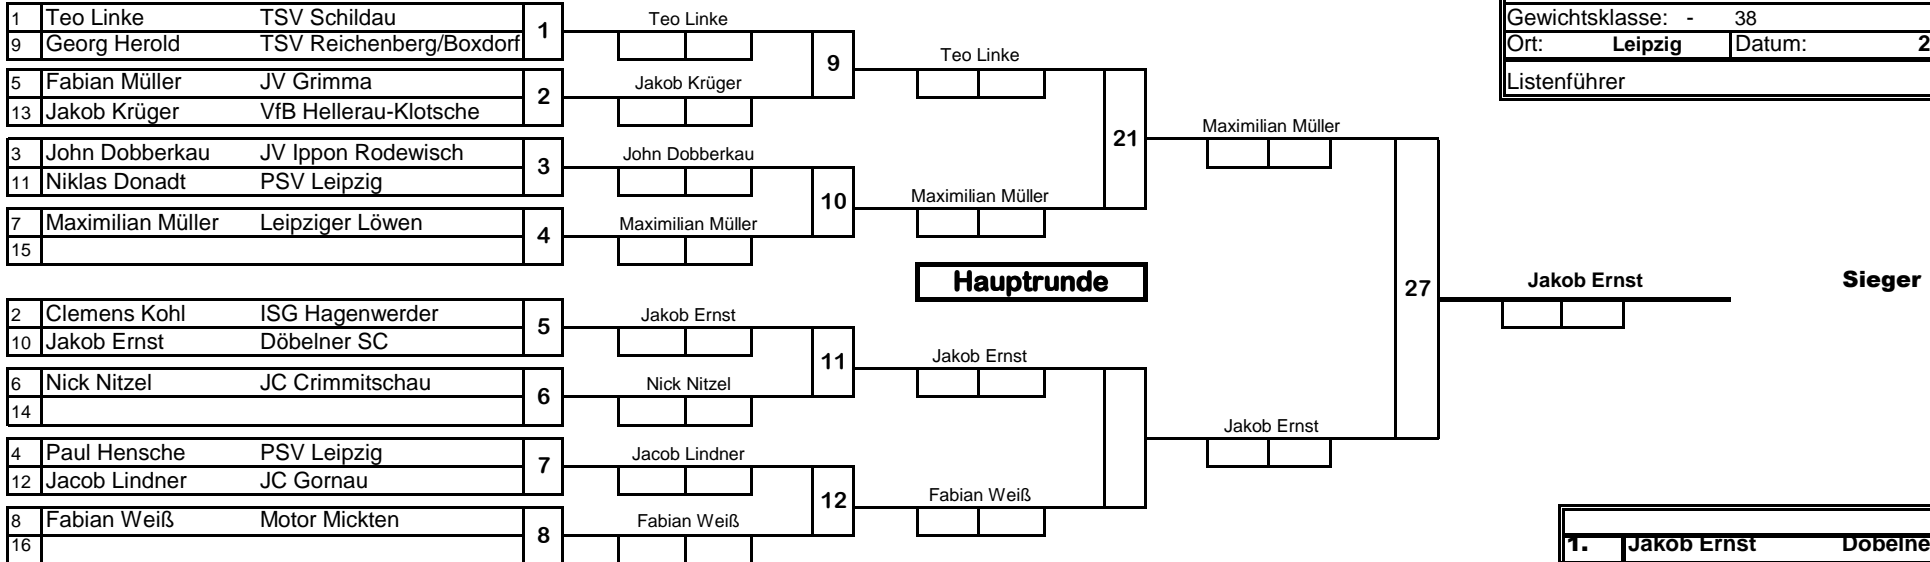 1 Teo Linke TSV Schildau
9 Georg Herold TSV Reichenberg/Boxdorf
1
5 Fabian Müller JV Grimma
13 Jakob Krüger VfB Hellerau-Klotsche
2
3 John Dobberkau JV Ippon Rodewisch
11 Niklas Donadt PSV Leipzig
3
7 Maximilian Müller Leipziger Löwen
15
4
2 Clemens Kohl ISG Hagenwerder
10 Jakob Ernst Döbelner SC
5
6 Nick Nitzel JC Crimmitschau
14
6
4 Paul Hensche PSV Leipzig
12 Jacob Lindner JC Gornau
7
8 Fabian Weiß Motor Mickten
16
8
Teo Linke
Jakob Krüger
9
John Dobberkau
Maximilian Müller
10
Jakob Ernst
Nick Nitzel
11
Jacob Lindner
Fabian Weiß
12
Teo Linke
Maximilian Müller
21
Hauptrunde
Jakob Ernst
Fabian Weiß
Maximilian Müller
Jakob Ernst
27
Jakob Ernst Sieger
Gewichtsklasse: - 38
Ort: Leipzig Datum: 2
Listenführer
1. Jakob Ernst Döbelne